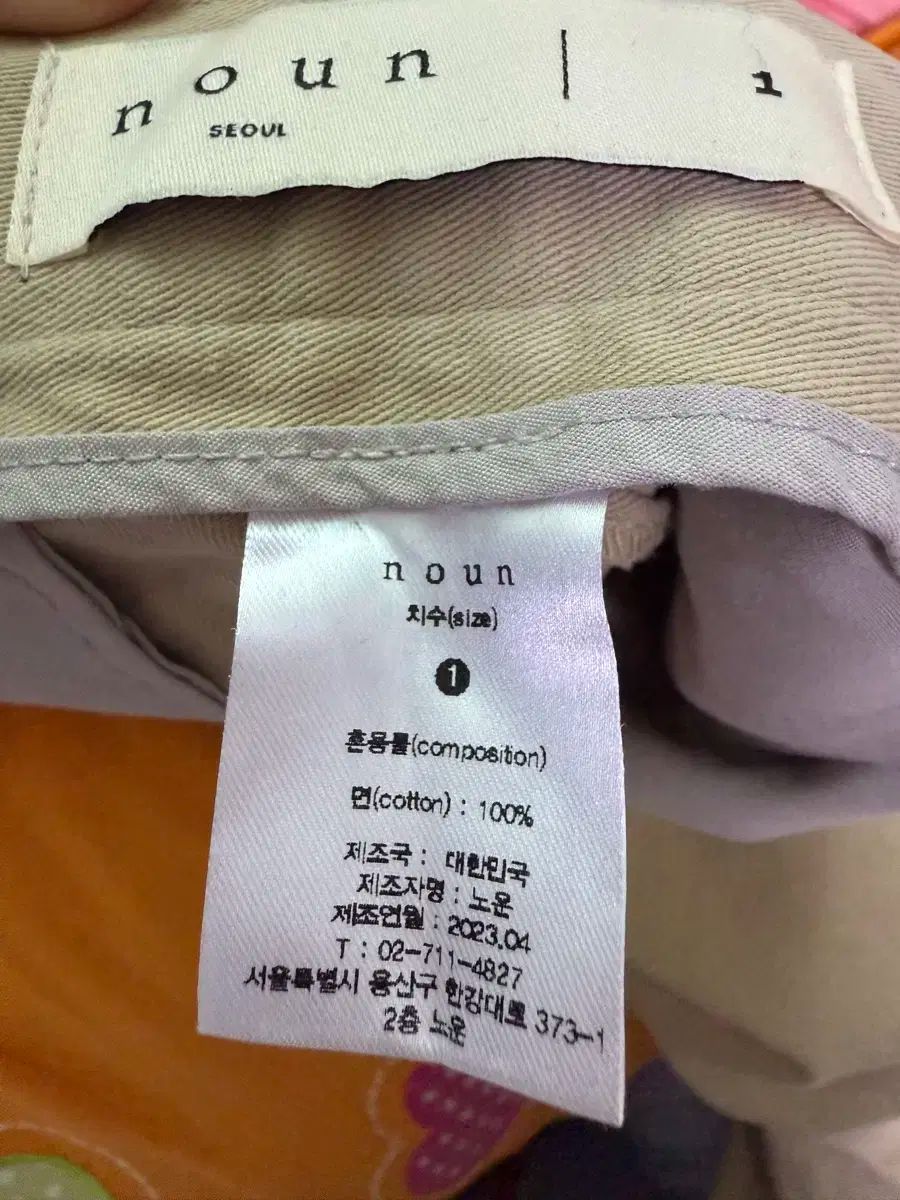 noun | 1
SEOUL
noun
치수(size)
1
혼용률(composition)
면(cotton) : 100%
제조국 : 대한민국
제조자명 : 노운
제조연월 : 2023.04
T : 02-711-4827
서울특별시 용산구 한강대로 373-1
2층 노운